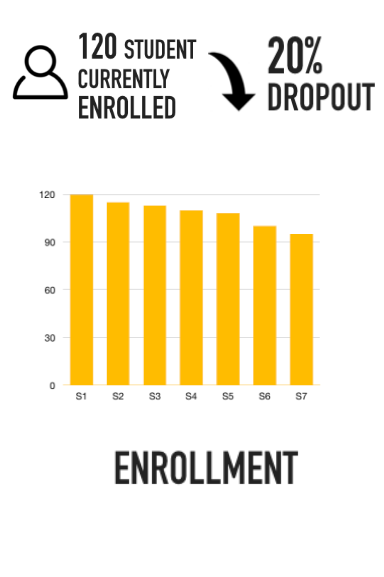 120 STUDENT
CURRENTLY
ENROLLED
20%
DROPOUT
120
90
60
30
0
S1 S2 S3 S4 S5 S6 S7
ENROLLMENT